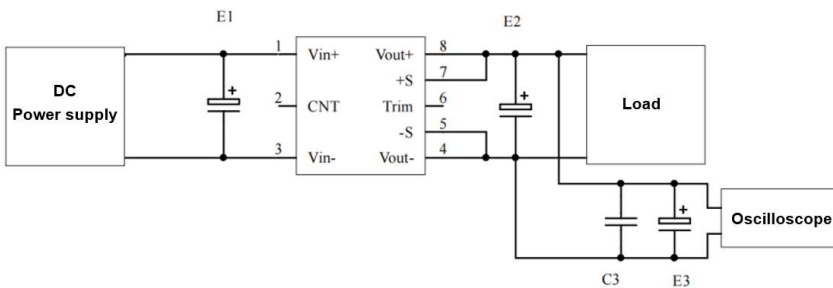 E1
E2
DC
Power supply
1 Vin+
2 CNT
3 Vin-
Vout+ 8
+S 7
Trim 6
-S 5
Vout- 4
+
+
Load
+
Oscilloscope
C3
E3